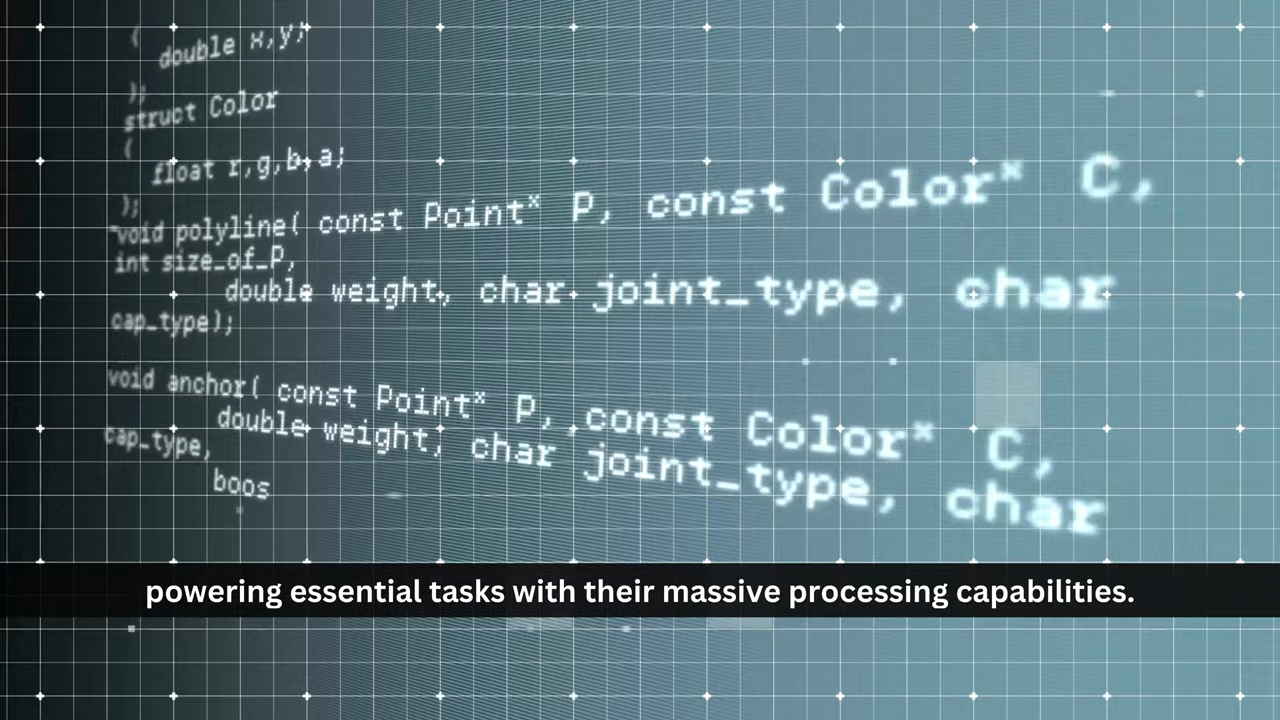 {
double x,y;
};
struct Color
{
float r,g,b,a;
};
void polyline( const Point* P, const Color* C,
int size_of_P,
double weight, char joint_type, char
cap_type);
void anchor( const Point* P, const Color* C,
double weight, char joint_type, char
cap_type,
boos
powering essential tasks with their massive processing capabilities.